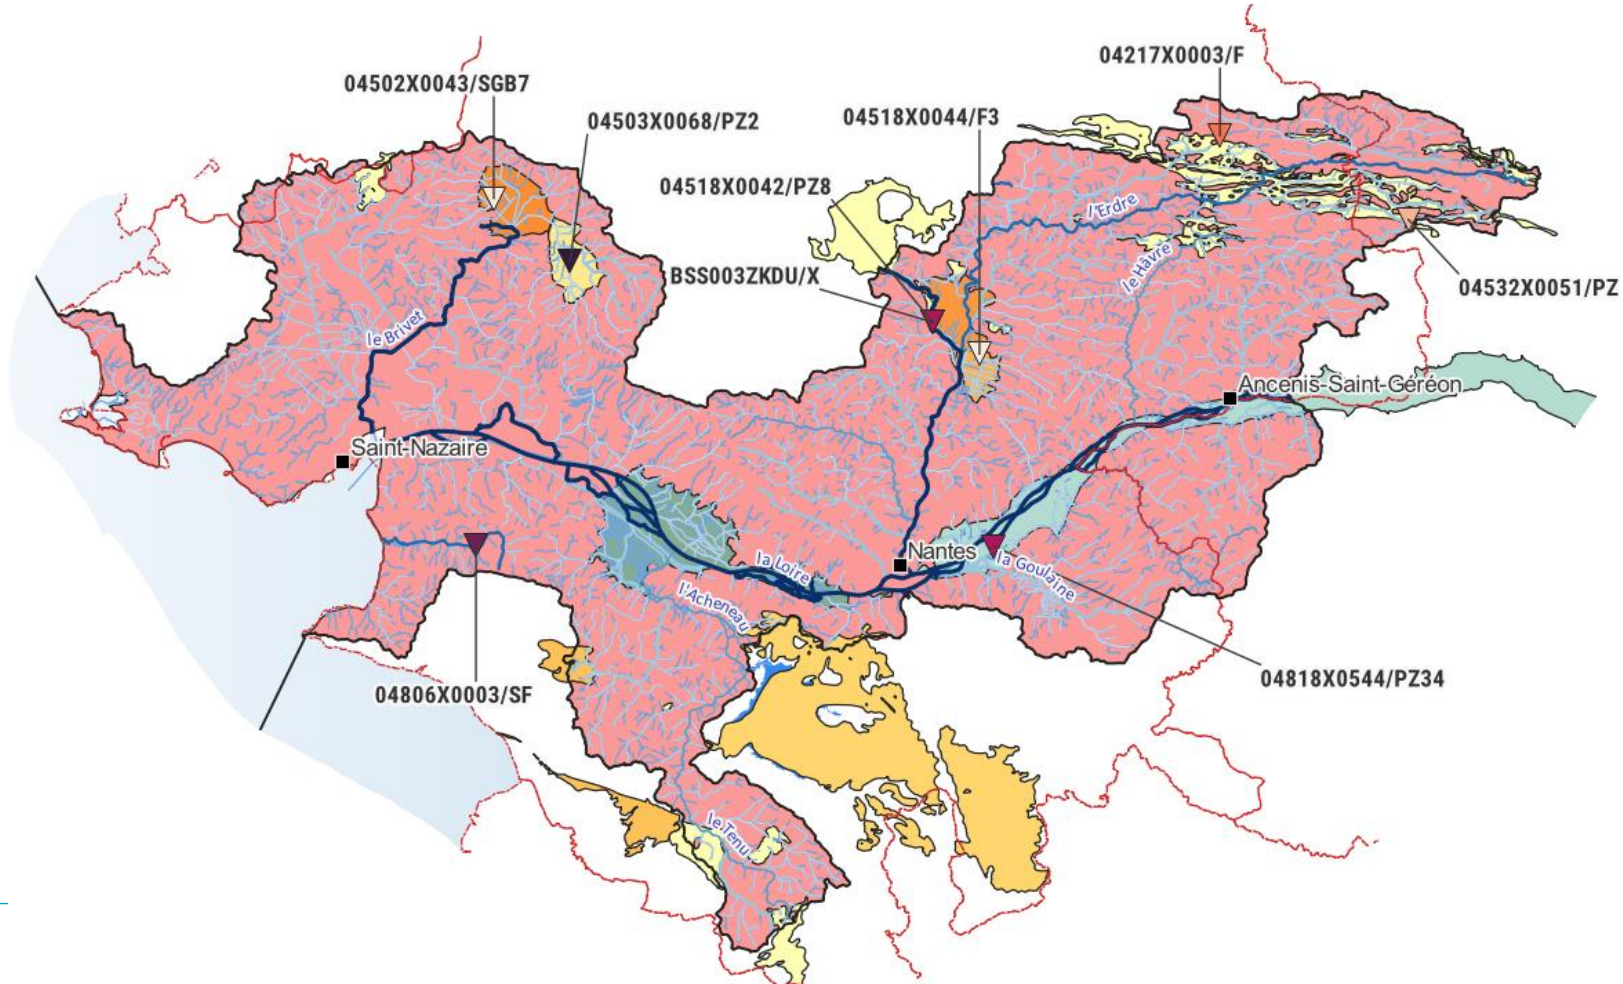 04217X0003/F
04502X0043/SGB7
04503X0068/PZ2
04518X0044/F3
04518X0042/PZ8
l'Erdre
BSS003ZKDU/X
le Hâvre
04532X0051/PZ
le Brivet
Ancenis-Saint-Géréon
Saint-Nazaire
Nantes
la Loire
la Goulaine
l'Acheneau
04806X0003/SF
04818X0544/PZ34
le Tenu